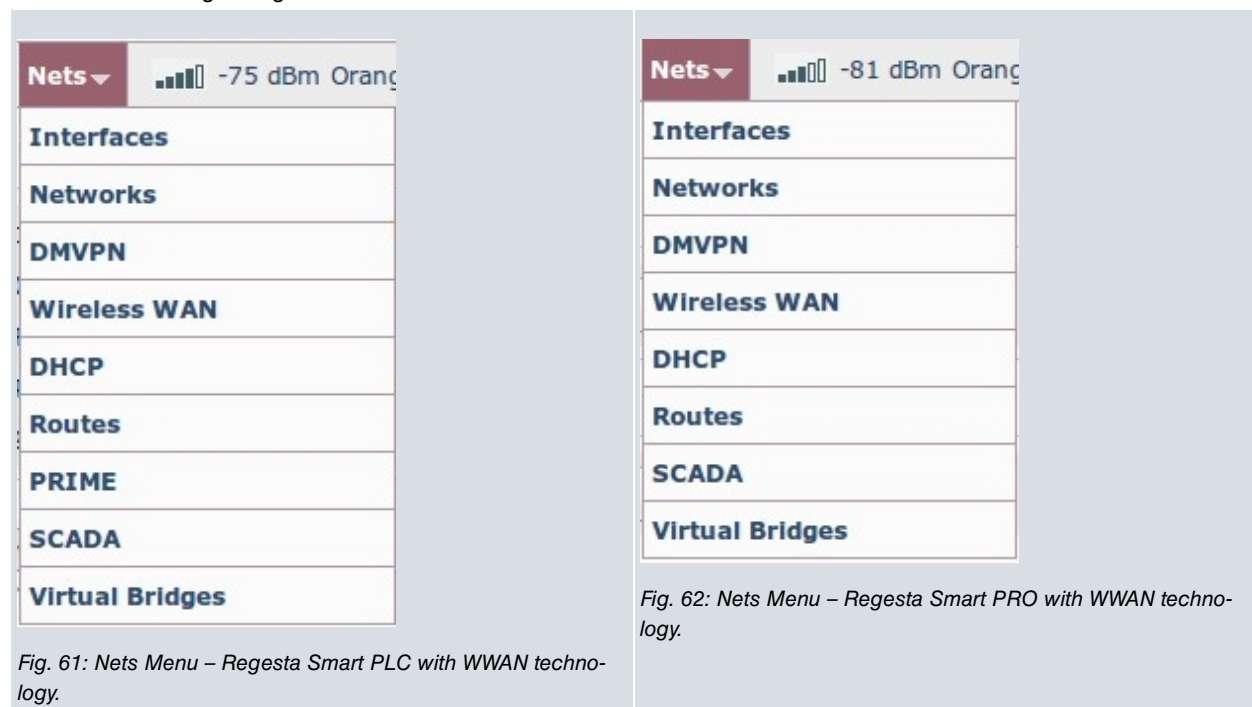 Nets
-75 dBm Orang
Interfaces
Networks
DMVPN
Wireless WAN
DHCP
Routes
PRIME
SCADA
Virtual Bridges
Fig. 61: Nets Menu – Regesta Smart PLC with WWAN techno-
logy.
Nets
-81 dBm Orang
Interfaces
Networks
DMVPN
Wireless WAN
DHCP
Routes
SCADA
Virtual Bridges
Fig. 62: Nets Menu – Regesta Smart PRO with WWAN techno-
logy.